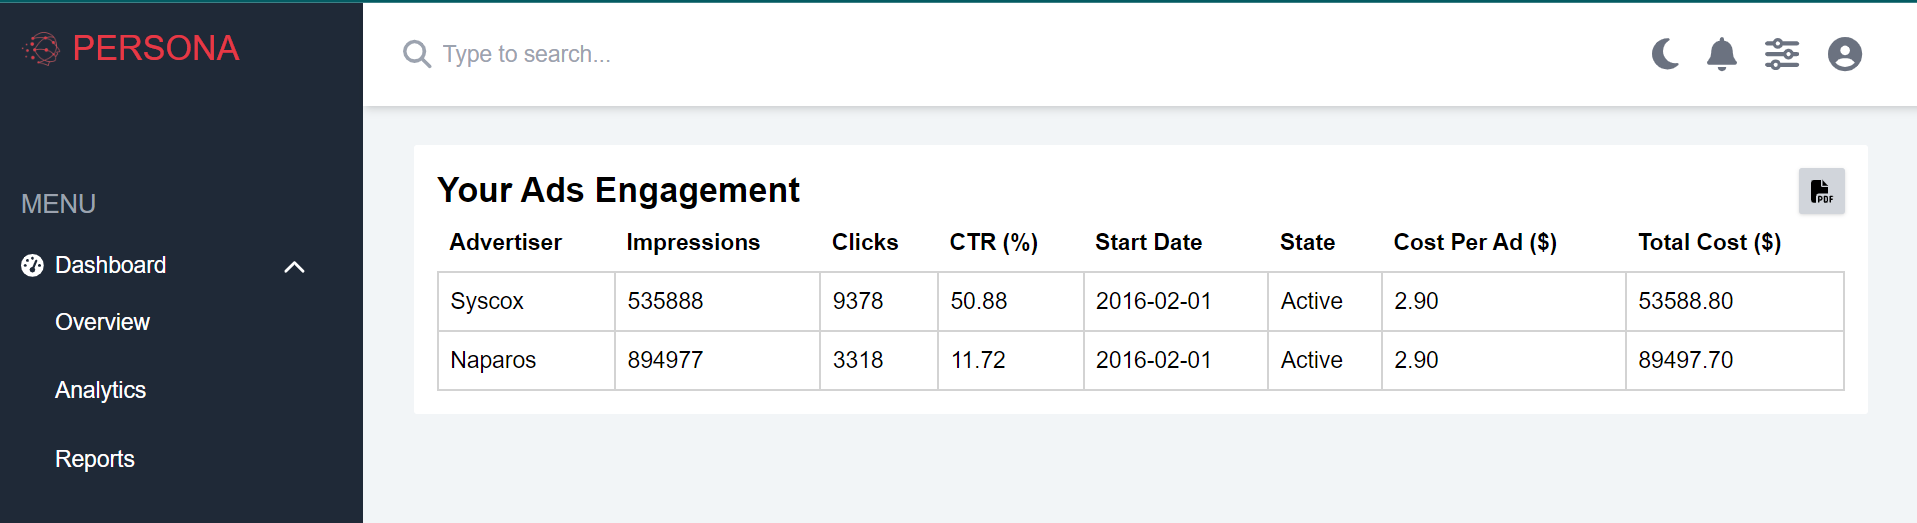 PERSONA
Type to search...
MENU
Dashboard
Overview
Analytics
Reports
Your Ads Engagement
PDF
Advertiser Impressions Clicks CTR (%) Start Date State Cost Per Ad ($) Total Cost ($)
Syscox 535888 9378 50.88 2016-02-01 Active 2.90 53588.80
Naparos 894977 3318 11.72 2016-02-01 Active 2.90 89497.70